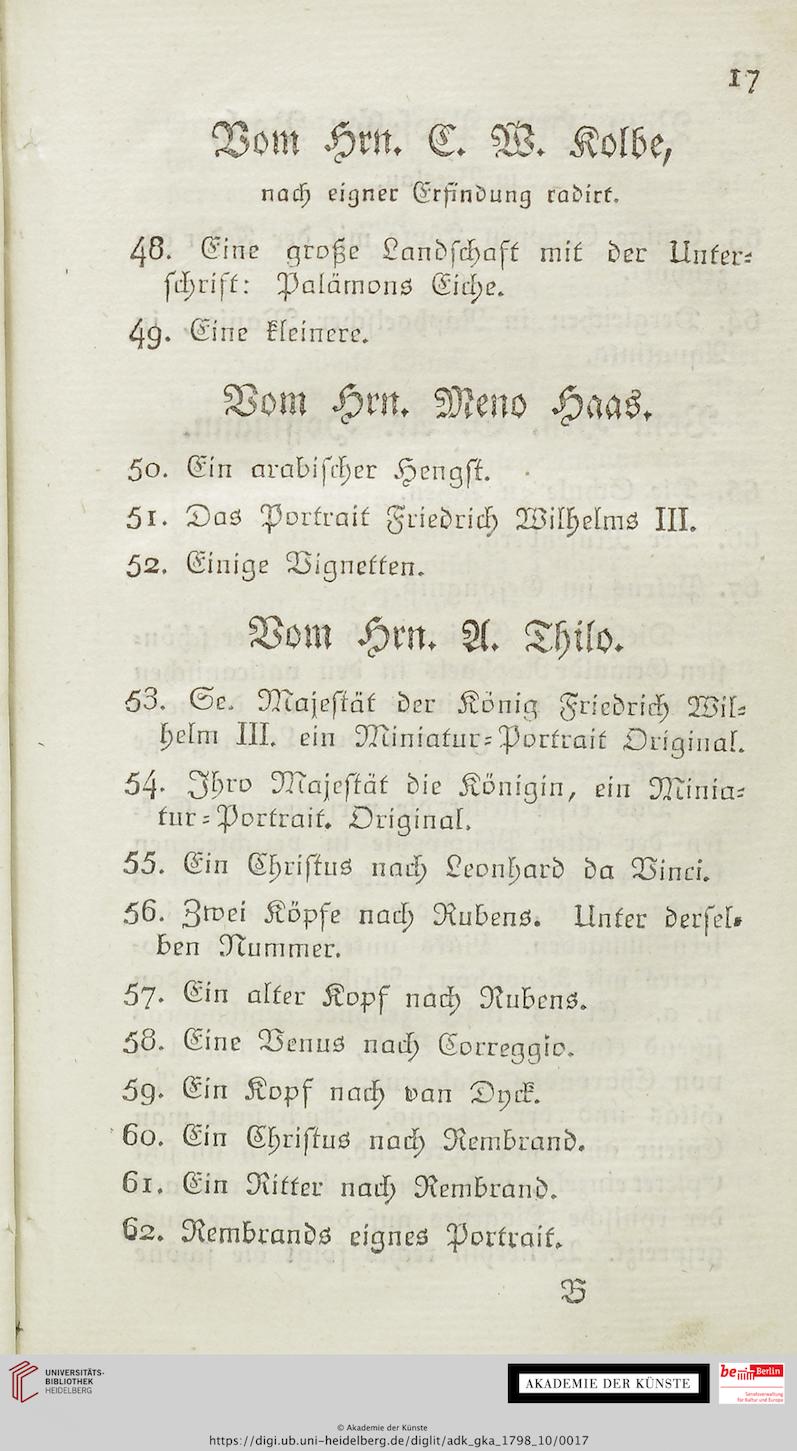 17
Vom Hrn. C. W. Kolbe,
nach eigner Erfindung radirt.
48. Eine große Landschaft mit der Unter-
schrift: Palämons Eiche.
49. Eine kleinere.
Vom Hrn. Meno Haas.
50. Ein arabischer Hengst.
51. Das Portrait Friedrich Wilhelms III.
52. Einige Vignetten.
Vom Hrn. A. Thilo.
53. Se. Majestät der König Friedrich Wil-
helm III. ein Miniatur-Portrait Original.
54. Ihro Majestät die Königin, ein Minia-
tur-Portrait. Original.
55. Ein Christus nach Leonhard da Vinci.
56. Zwei Köpfe nach Rubens. Unter dersel-
ben Nummer.
57. Ein alter Kopf nach Rubens.
58. Eine Venus nach Correggio.
59. Ein Kopf nach van Dyck.
60. Ein Christus nach Rembrand.
61. Ein Ritter nach Rembrand.
62. Rembrands eignes Portrait.
B
UNIVERSITÄTS-
BIBLIOTHEK
HEIDELBERG
AKADEMIE DER KÜNSTE
be Berlin
Senatsverwaltung
für Kultur und Europa
© Akademie der Künste
https://digi.ub.uni-heidelberg.de/diglit/adk_gka_1798_10/0017